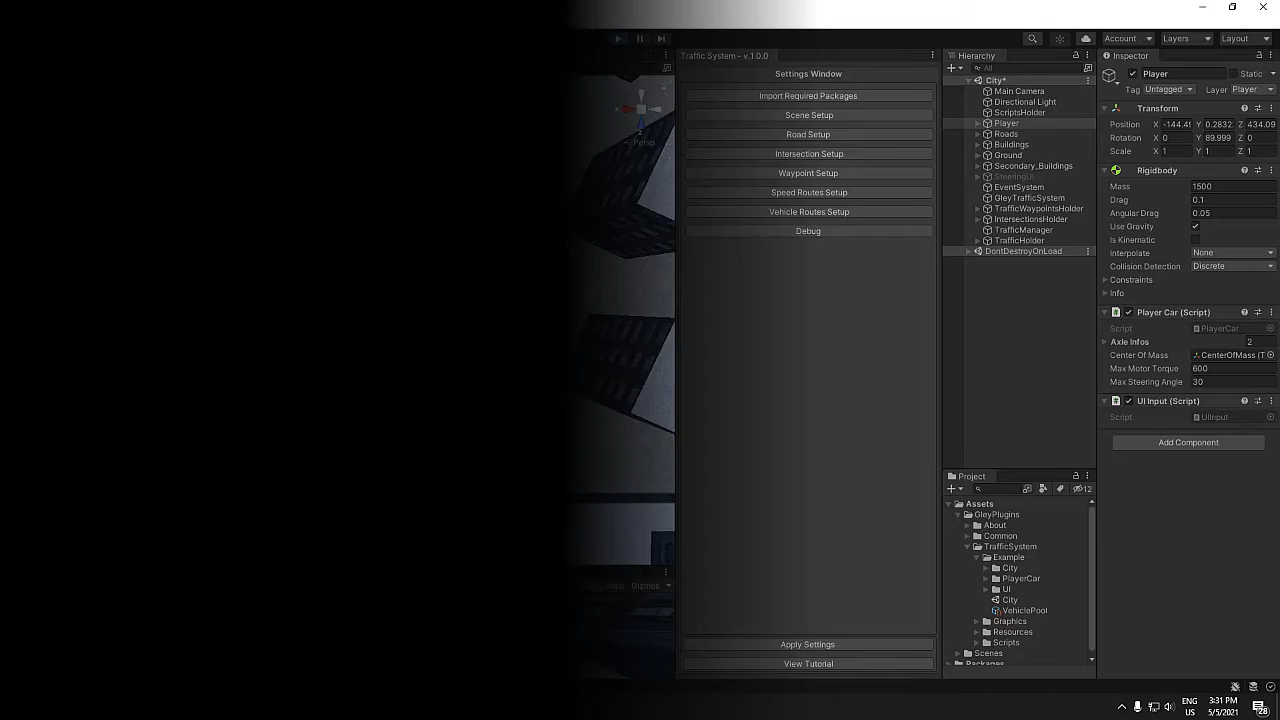 Account
Layers
Layout
Traffic System - v.1.0.0
Settings Window
Import Required Packages
Scene Setup
Road Setup
Intersection Setup
Waypoint Setup
Speed Routes Setup
Vehicle Routes Setup
Debug
Apply Settings
View Tutorial
Persp
Gizmos
Hierarchy
All
City*
Main Camera
Directional Light
ScriptsHolder
Player
Roads
Buildings
Ground
Secondary_Buildings
EventSystem
GleyTrafficSystem
TrafficWaypointsHolder
IntersectionsHolder
TrafficManager
TrafficHolder
DontDestroyOnLoad
Project
12
Assets
GleyPlugins
About
Common
TrafficSystem
Example
City
PlayerCar
UI
City
VehiclePool
Graphics
Resources
Scripts
Scenes
Packages
Inspector
Player
Static
Tag Untagged Layer Player
Transform
Position X -144.4 Y 0.2832 Z 434.09
Rotation X 0 Y 89.999 Z 0
Scale X 1 Y 1 Z 1
Rigidbody
Mass 1500
Drag 0.1
Angular Drag 0.05
Use Gravity
Is Kinematic
Interpolate None
Collision Detection Discrete
Constraints
Info
Player Car (Script)
Script PlayerCar
Axle Infos 2
Center Of Mass CenterOfMass (T
Max Motor Torque 600
Max Steering Angle 30
UI Input (Script)
Script UIInput
Add Component
ENG
US
3:31 PM
5/5/2021